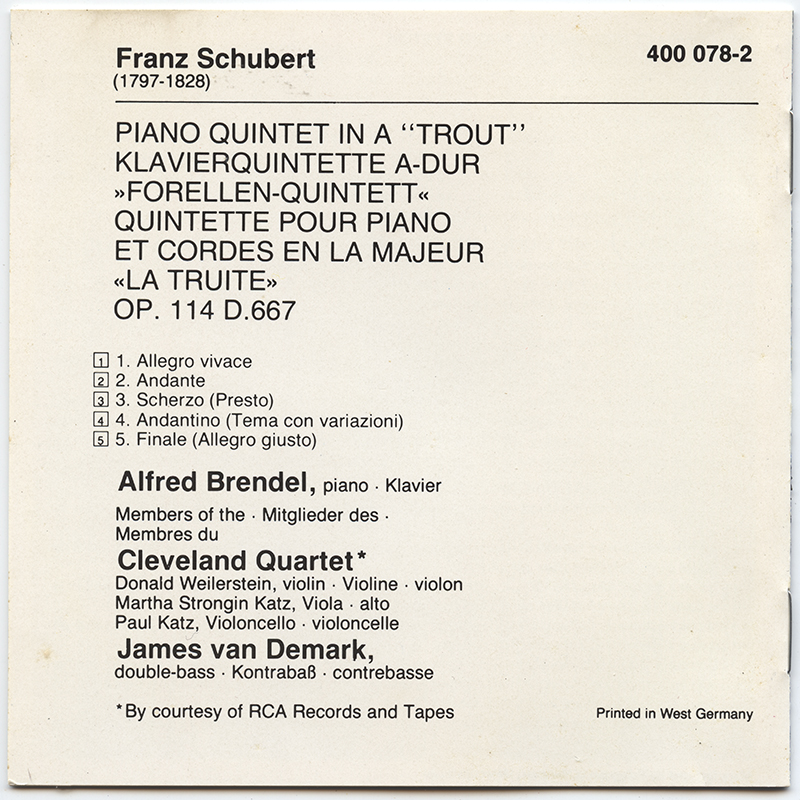 Franz Schubert
400 078-2
(1797-1828)
PIANO QUINTET IN A ‘‘TROUT’’
KLAVIERQUINTETTE A-DUR
»FORELLEN-QUINTETT«
QUINTETTE POUR PIANO
ET CORDES EN LA MAJEUR
«LA TRUITE»
OP. 114 D.667
1 1. Allegro vivace
2 2. Andante
3 3. Scherzo (Presto)
4 4. Andantino (Tema con variazioni)
5 5. Finale (Allegro giusto)
Alfred Brendel, piano · Klavier
Members of the · Mitglieder des ·
Membres du
Cleveland Quartet*
Donald Weilerstein, violin · Violine · violon
Martha Strongin Katz, Viola · alto
Paul Katz, Violoncello · violoncelle
James van Demark,
double-bass · Kontrabaß · contrebasse
*By courtesy of RCA Records and Tapes
Printed in West Germany